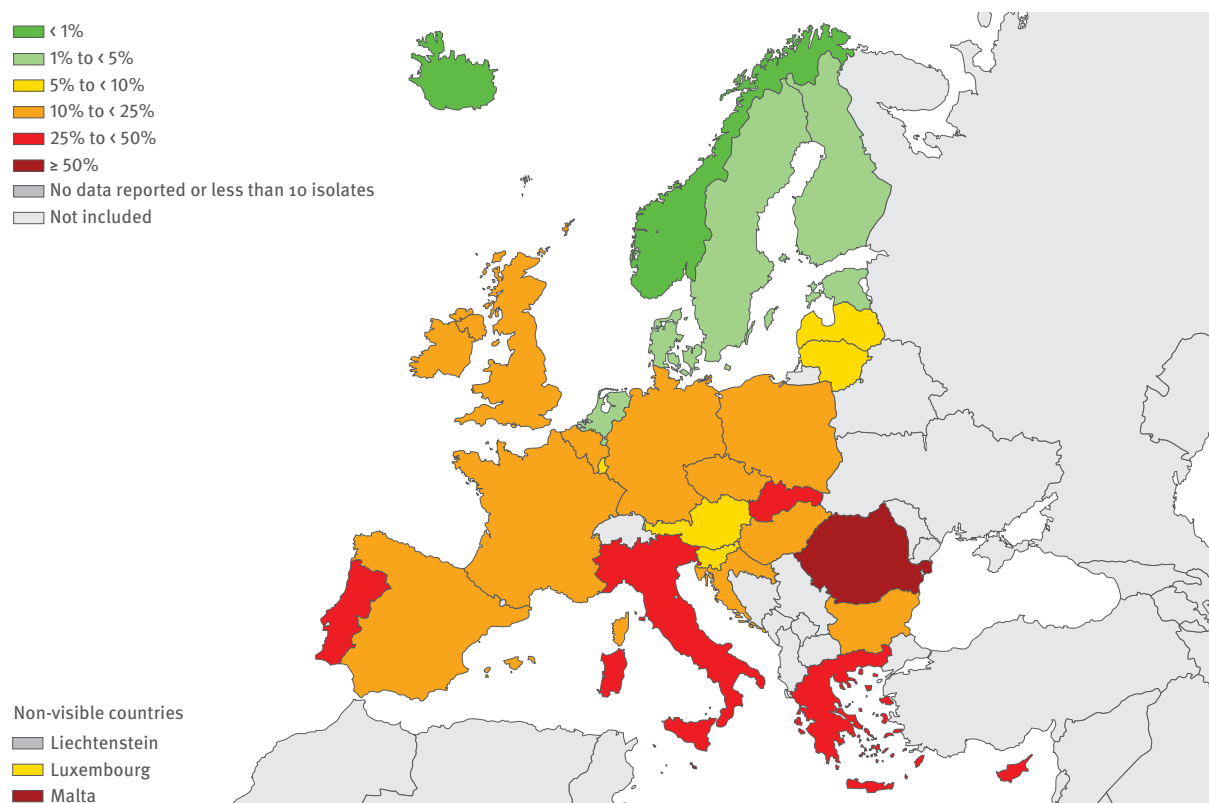 < 1%
1% to < 5%
5% to < 10%
10% to < 25%
25% to < 50%
≥ 50%
No data reported or less than 10 isolates
Not included
Non-visible countries
Liechtenstein
Luxembourg
Malta